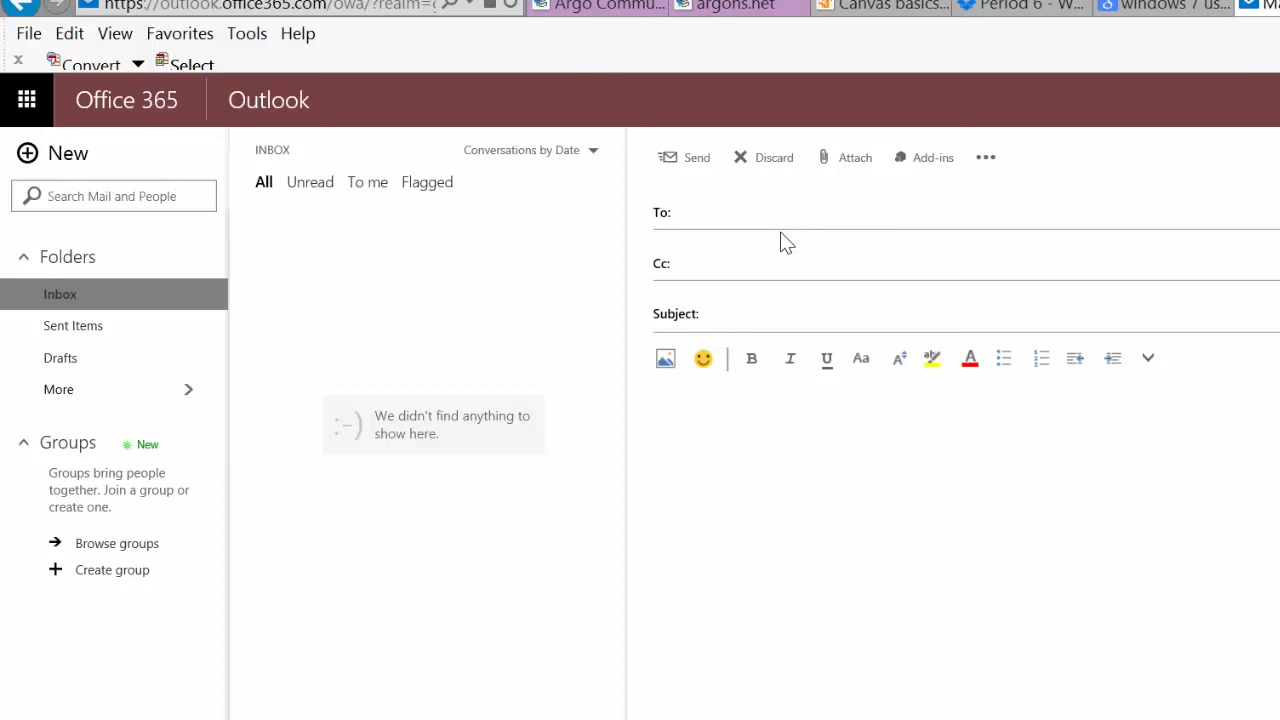 https://outlook.office365.com/owa/?realm=
Argo Commu...
argons.net
Canvas basics...
Period 6 - W...
windows 7 us...
File Edit View Favorites Tools Help
x Convert Select
Office 365 Outlook
New
INBOX Conversations by Date
Send Discard Attach Add-ins •••
All Unread To me Flagged
Search Mail and People
To:
Cc:
Subject:
B I U Aa A ab A
Folders
Inbox
Sent Items
Drafts
More
:-) We didn't find anything to
show here.
Groups New
Groups bring people
together. Join a group or
create one.
Browse groups
Create group